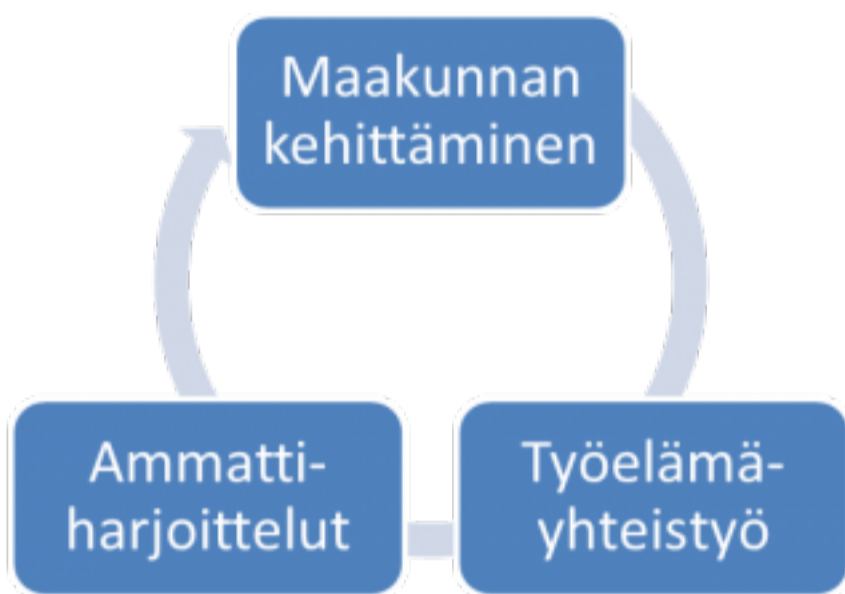 Maakunnan
kehittäminen
Ammatti-
harjoittelut
Työelämä-
yhteistyö